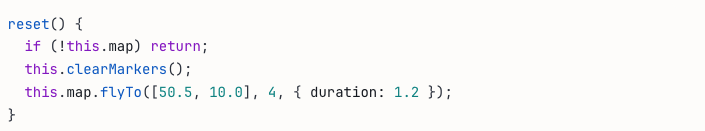 reset() {
  if (!this.map) return;
  this.clearMarkers();
  this.map.flyTo([50.5, 10.0], 4, { duration: 1.2 });
}